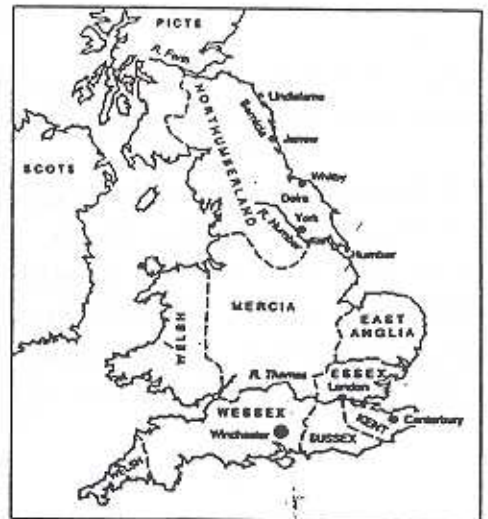 PICTE
R. Forth
Lindisfarne
Bernicia
Jarrow
NORTHUMBERLAND
SCOTS
Whitby
Deira
York
R. Humber
Humber
MERCIA
EAST
ANGLIA
WELSH
R. Thames
ESSEX
London
WESSEX
Winchester
KENT
Canterbury
SUSSEX
WELSH